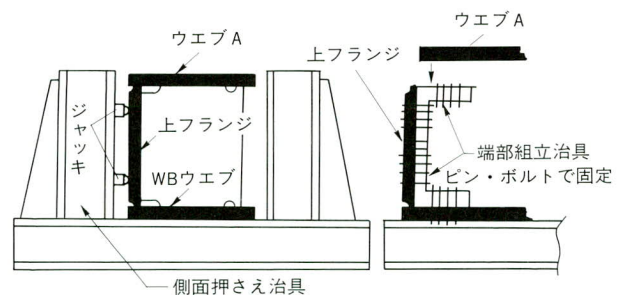 ウエブA
ジャッキ
上フランジ
WBウエブ
側面押さえ治具
ウエブA
上フランジ
端部組立治具
ピン・ボルトで固定